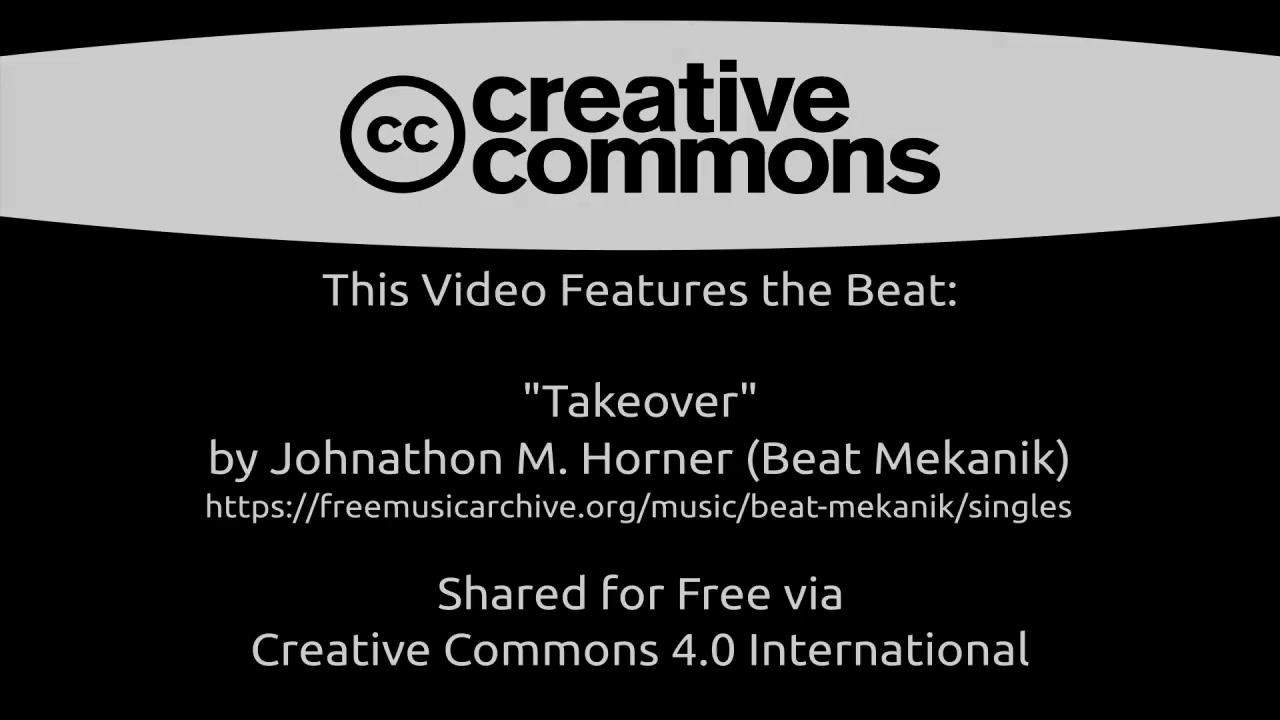 cc creative
commons
This Video Features the Beat:
"Takeover"
by Johnathon M. Horner (Beat Mekanik)
https://freemusicarchive.org/music/beat-mekanik/singles
Shared for Free via
Creative Commons 4.0 International